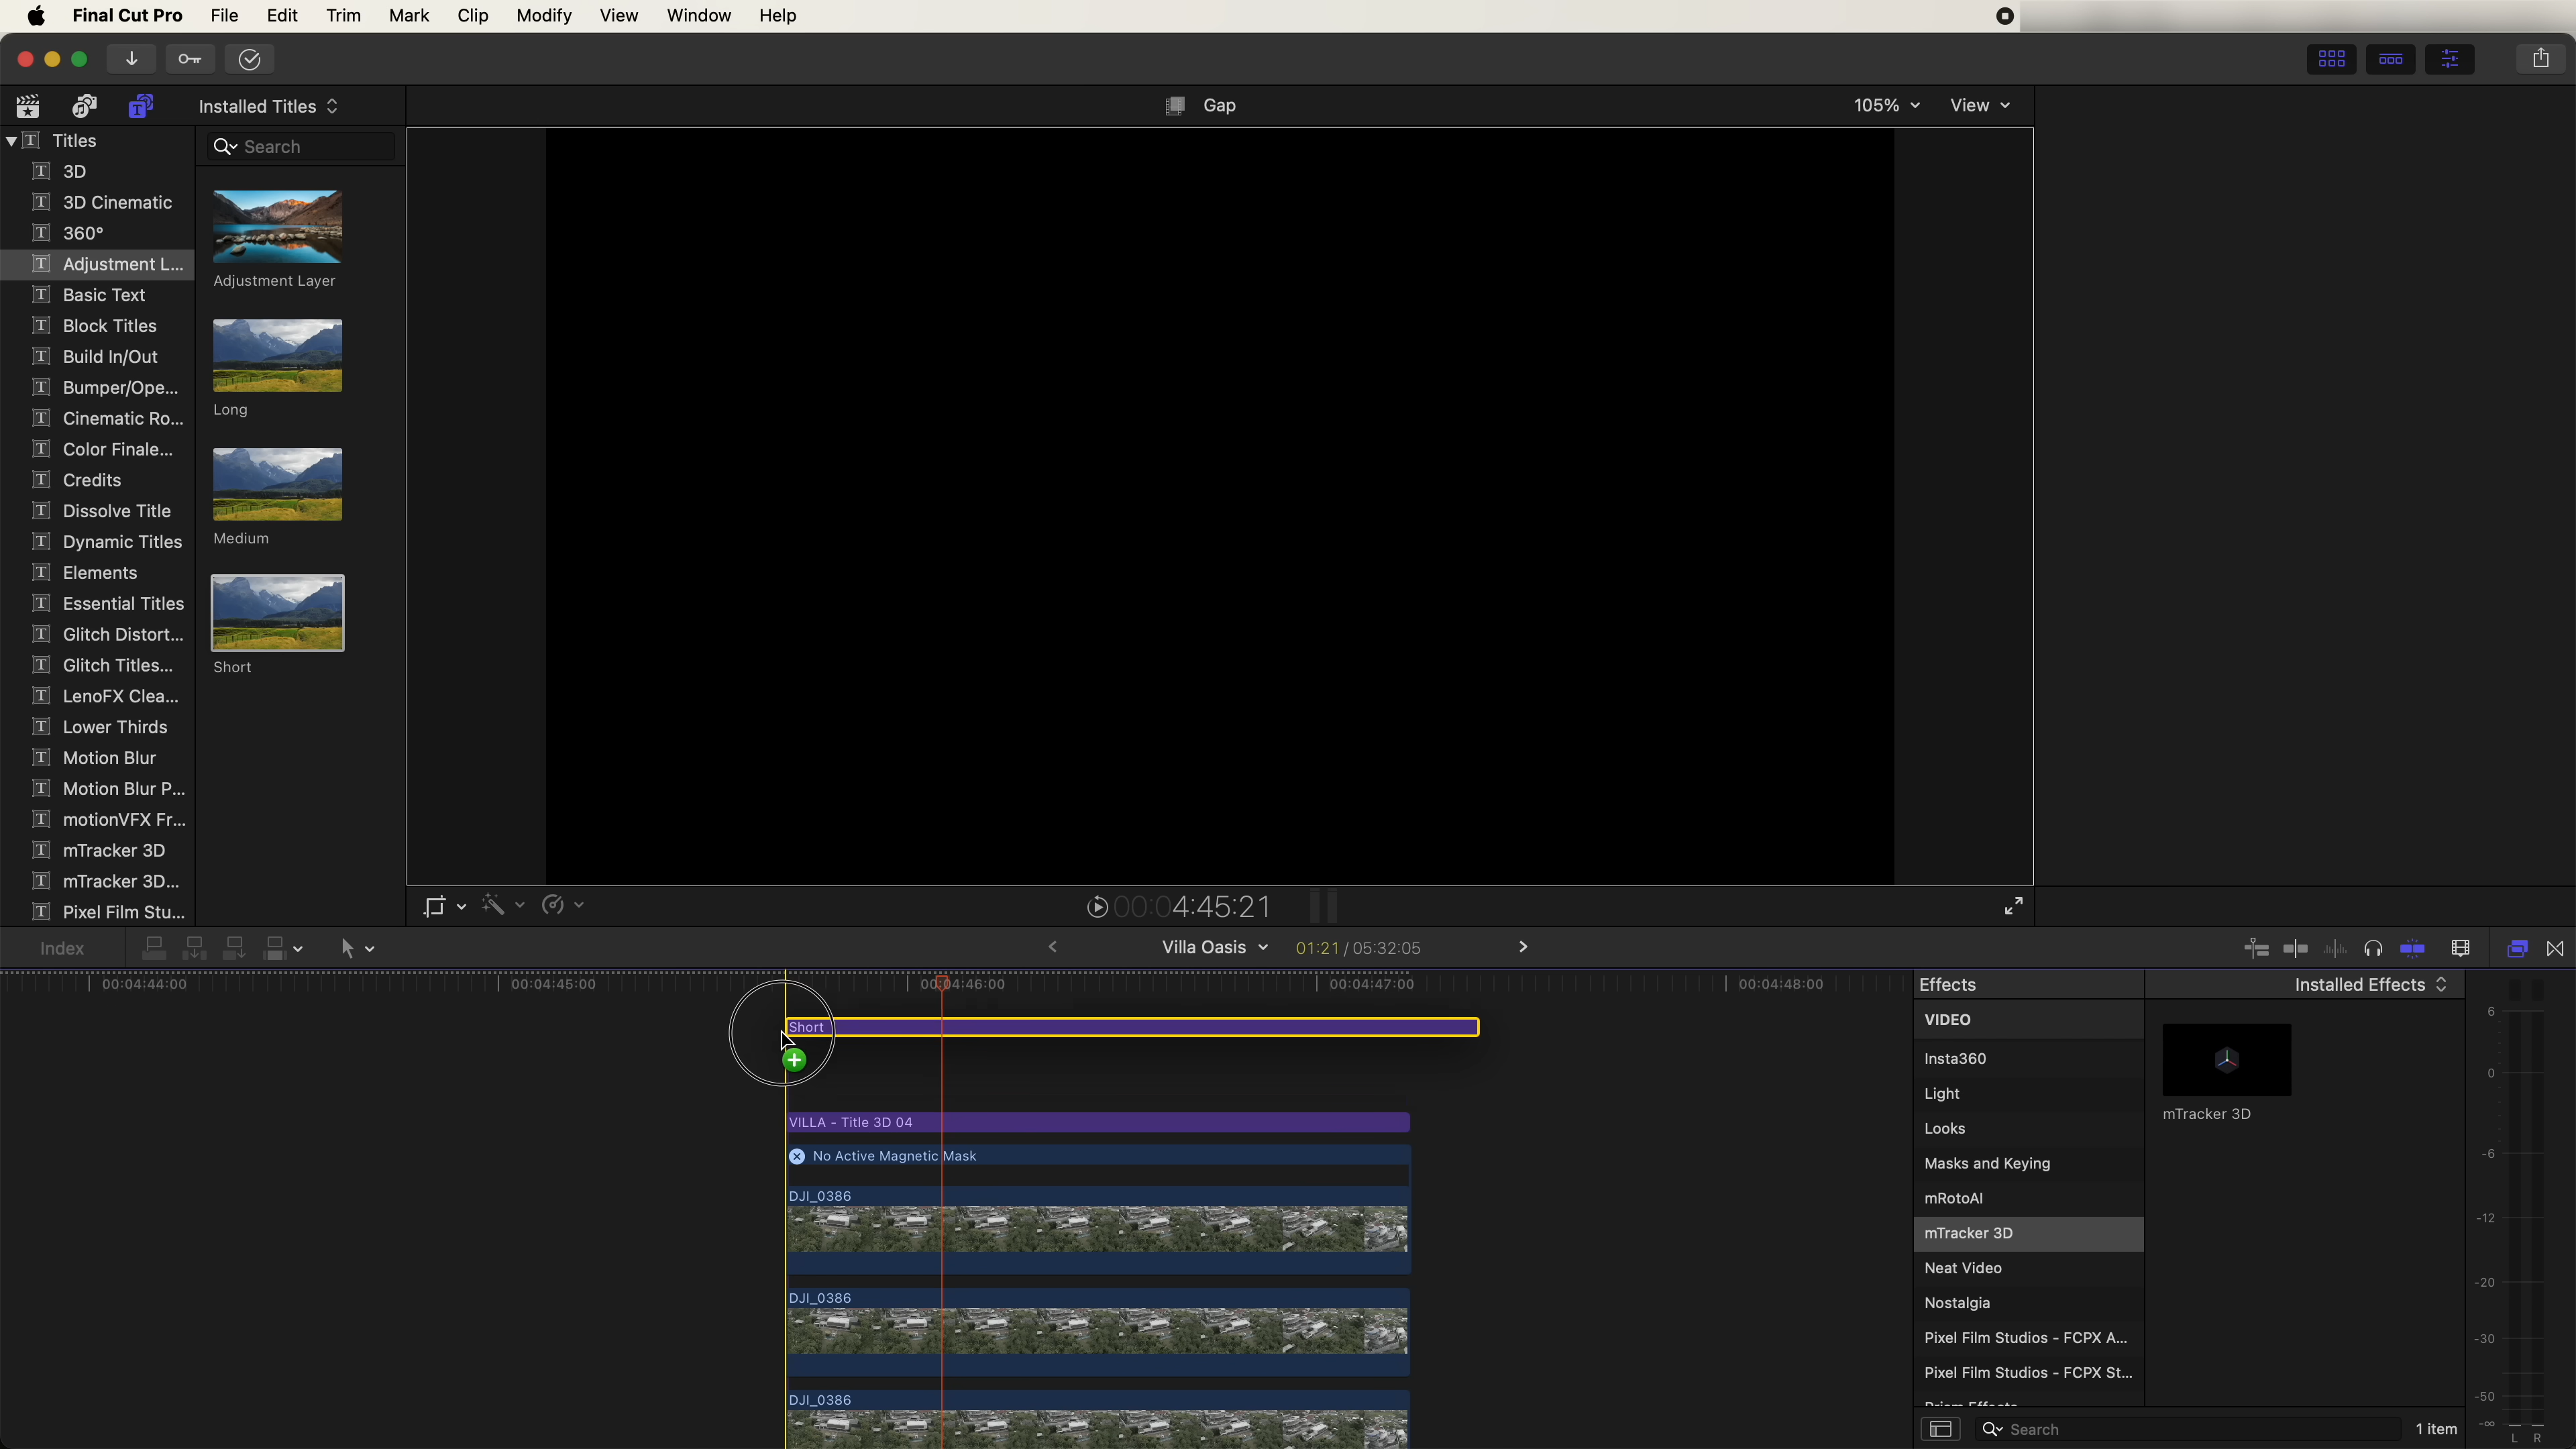 Final Cut Pro File Edit Trim Mark Clip Modify View Window Help
Installed Titles
Gap
105% View
Titles
Search
3D
3D Cinematic
360°
Adjustment L...
Basic Text
Block Titles
Build In/Out
Bumper/Ope...
Cinematic Ro...
Color Finale...
Credits
Dissolve Title
Dynamic Titles
Elements
Essential Titles
Glitch Distort...
Glitch Titles...
LenoFX Clea...
Lower Thirds
Motion Blur
Motion Blur P...
motionVFX Fr...
mTracker 3D
mTracker 3D...
Pixel Film Stu...
Adjustment Layer
Long
Medium
Short
00:04:45:21
Index
Villa Oasis 01:21 / 05:32:05
00:04:44:00 00:04:45:00 00:04:46:00 00:04:47:00 00:04:48:00
Short
VILLA - Title 3D 04
No Active Magnetic Mask
DJI_0386
DJI_0386
DJI_0386
Effects
Installed Effects
VIDEO
Insta360
Light
Looks
Masks and Keying
mRotoAI
mTracker 3D
Neat Video
Nostalgia
Pixel Film Studios - FCPX A...
Pixel Film Studios - FCPX St...
mTracker 3D
Search
1 item
6
0
-6
-12
-20
-30
-50
-∞
L R